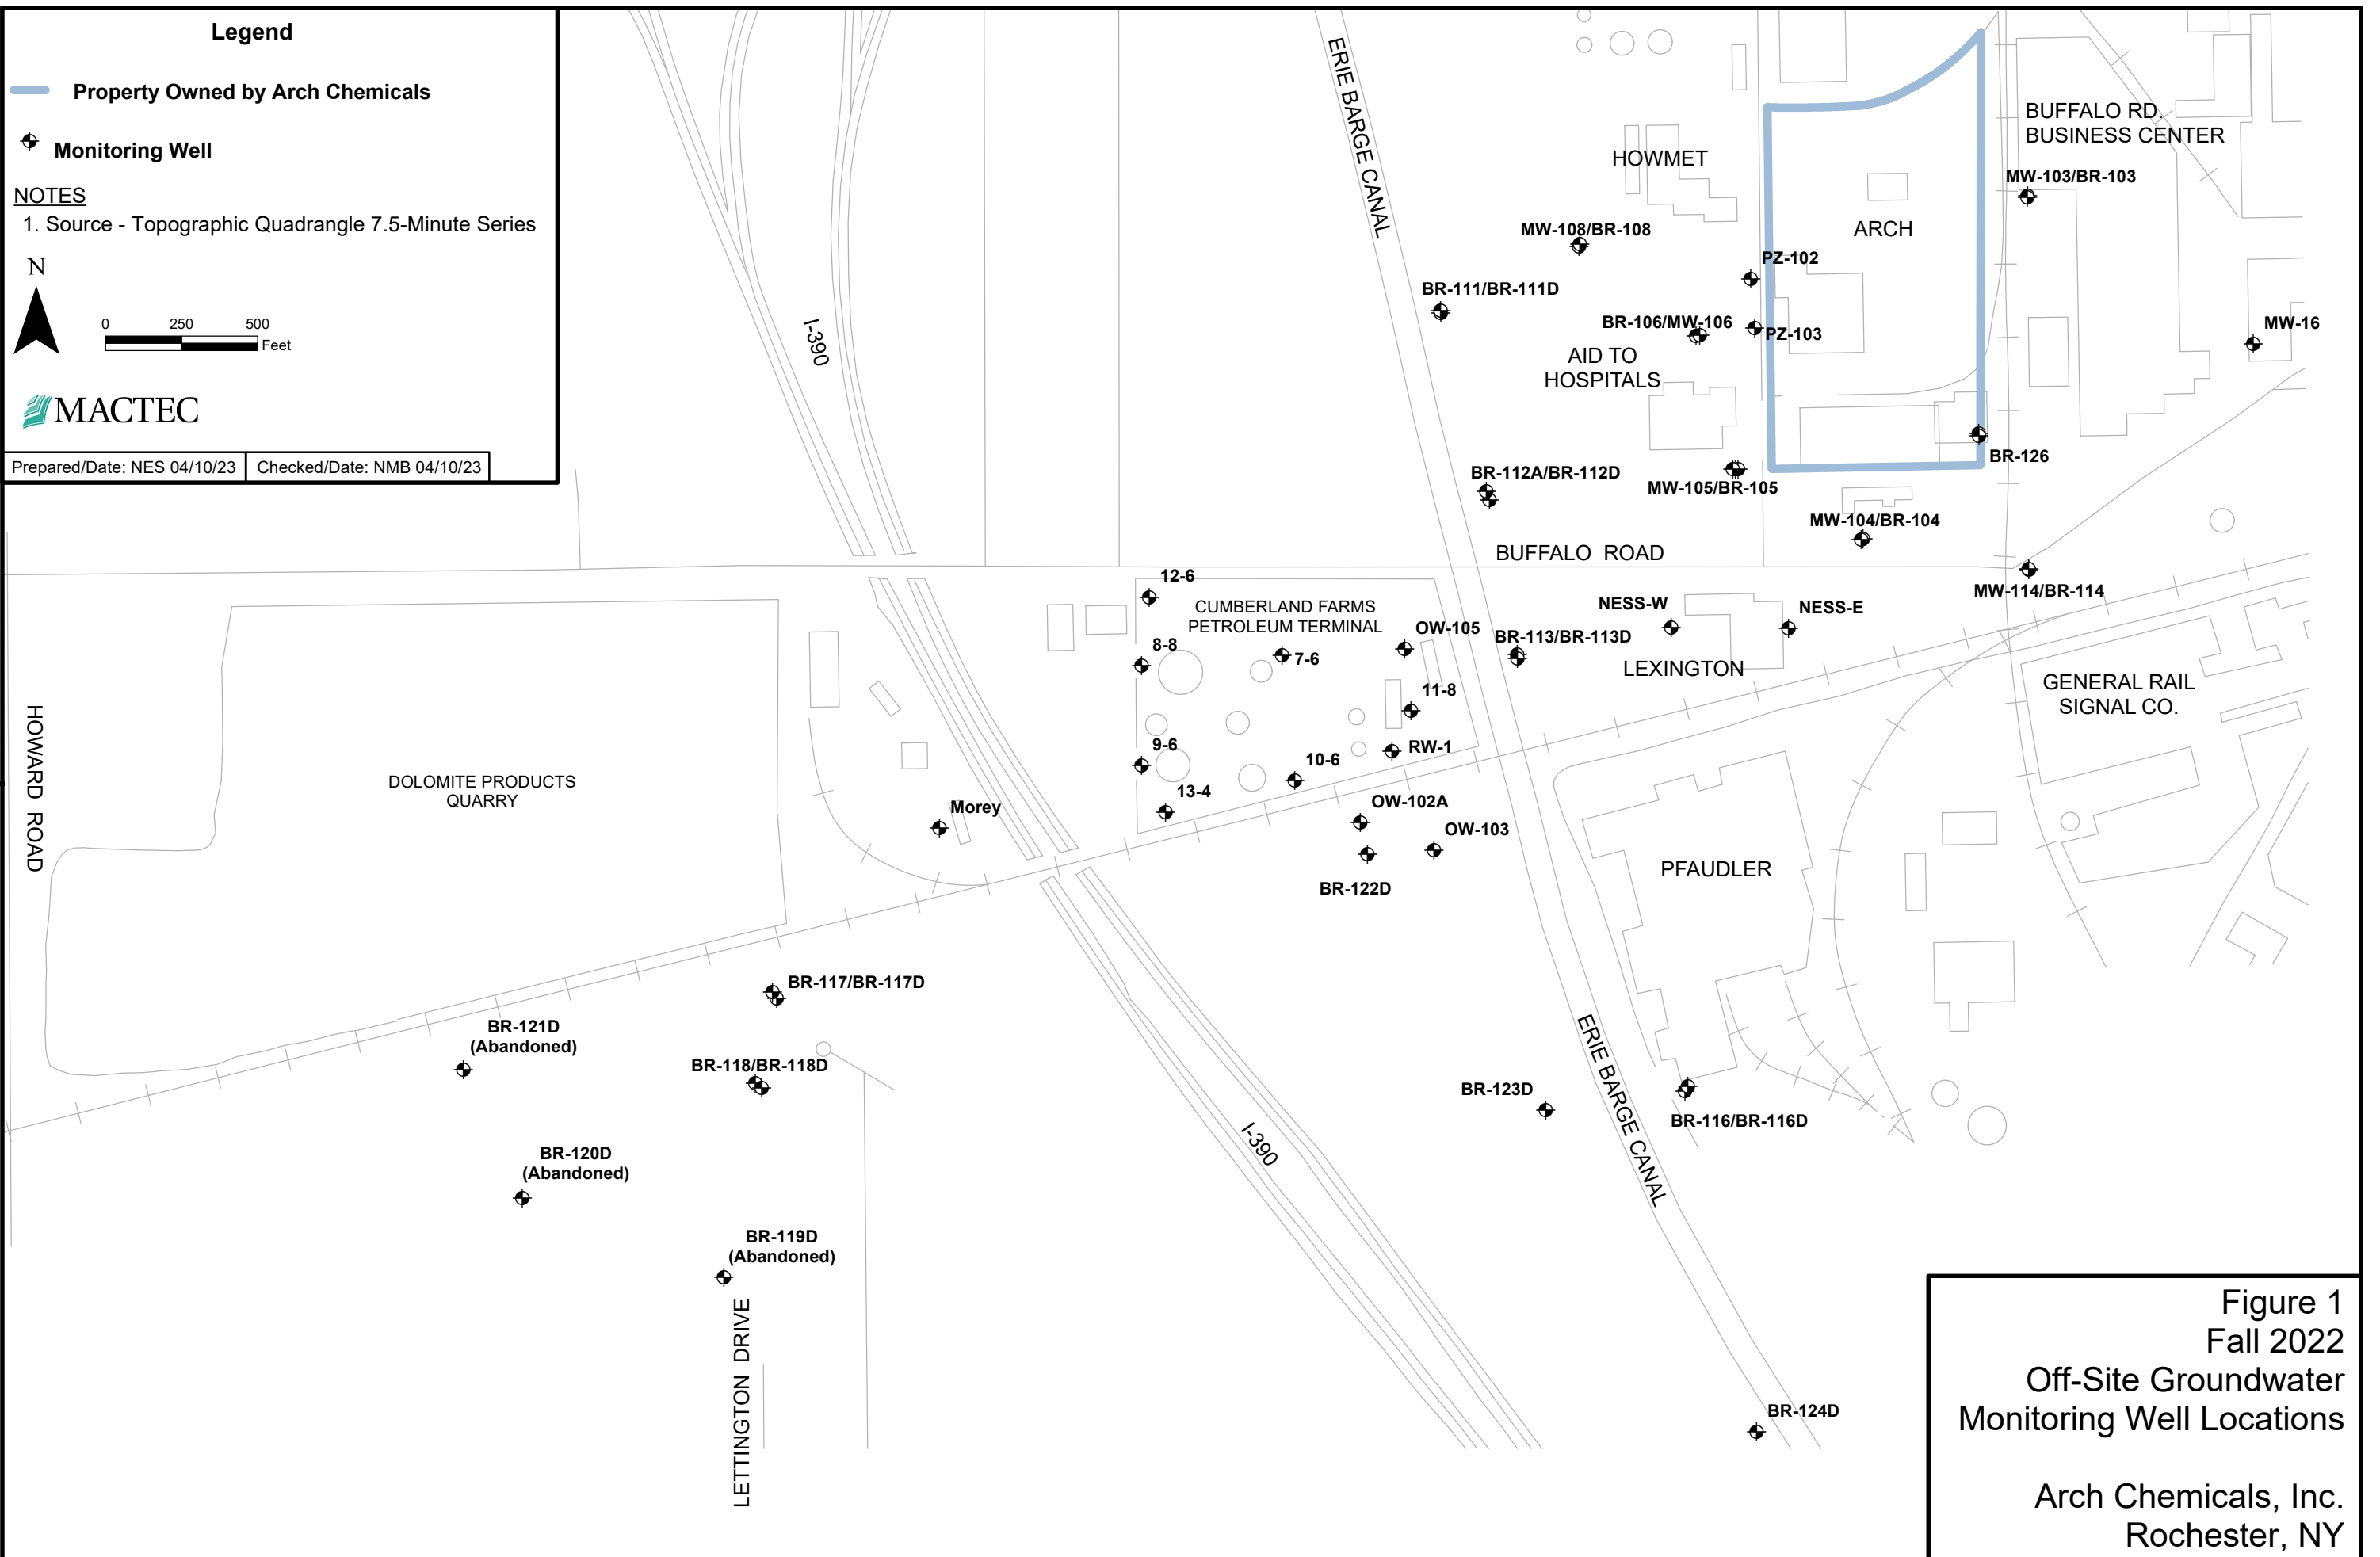 Legend
Property Owned by Arch Chemicals
Monitoring Well
NOTES
1. Source - Topographic Quadrangle 7.5-Minute Series
N
0 250 500
Feet
MACTEC
Prepared/Date: NES 04/10/23 Checked/Date: NMB 04/10/23
ERIE BARGE CANAL
I-390
HOWMET
BUFFALO RD.
BUSINESS CENTER
MW-103/BR-103
ARCH
MW-108/BR-108
PZ-102
BR-111/BR-111D
BR-106/MW-106
PZ-103
MW-16
AID TO
HOSPITALS
BR-126
BR-112A/BR-112D
MW-105/BR-105
MW-104/BR-104
BUFFALO ROAD
MW-114/BR-114
12-6
CUMBERLAND FARMS
PETROLEUM TERMINAL
NESS-W
NESS-E
OW-105
BR-113/BR-113D
8-8
7-6
LEXINGTON
11-8
GENERAL RAIL
SIGNAL CO.
HOWARD ROAD
9-6
RW-1
10-6
DOLOMITE PRODUCTS
QUARRY
13-4
OW-102A
Morey
OW-103
PFAUDLER
BR-122D
BR-117/BR-117D
BR-121D
(Abandoned)
BR-118/BR-118D
BR-123D
ERIE BARGE CANAL
BR-116/BR-116D
I-390
BR-120D
(Abandoned)
BR-119D
(Abandoned)
LETTINGTON DRIVE
BR-124D
Figure 1
Fall 2022
Off-Site Groundwater
Monitoring Well Locations
Arch Chemicals, Inc.
Rochester, NY